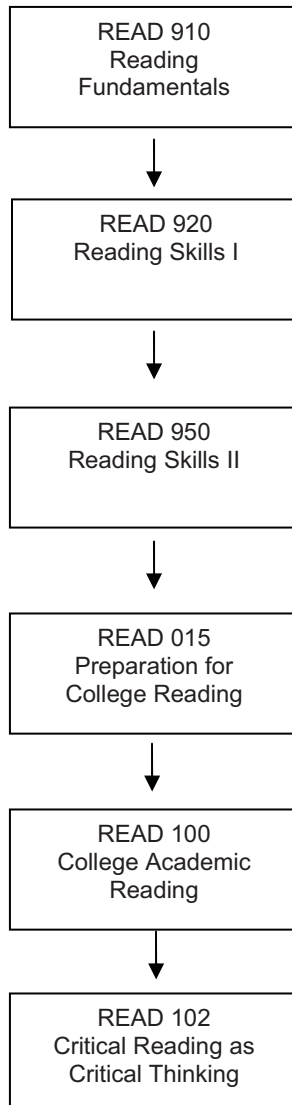 READ 910
Reading
Fundamentals
READ 920
Reading Skills I
READ 950
Reading Skills II
READ 015
Preparation for
College Reading
READ 100
College Academic
Reading
READ 102
Critical Reading as
Critical Thinking